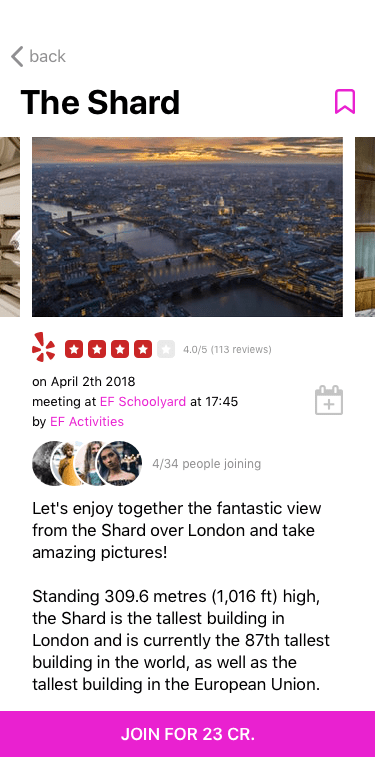 back
The Shard
4.0/5 (113 reviews)
on April 2th 2018
meeting at EF Schoolyard at 17:45
by EF Activities
4/34 people joining
Let's enjoy together the fantastic view
from the Shard over London and take
amazing pictures!
Standing 309.6 metres (1,016 ft) high,
the Shard is the tallest building in
London and is currently the 87th tallest
building in the world, as well as the
tallest building in the European Union.
JOIN FOR 23 CR.